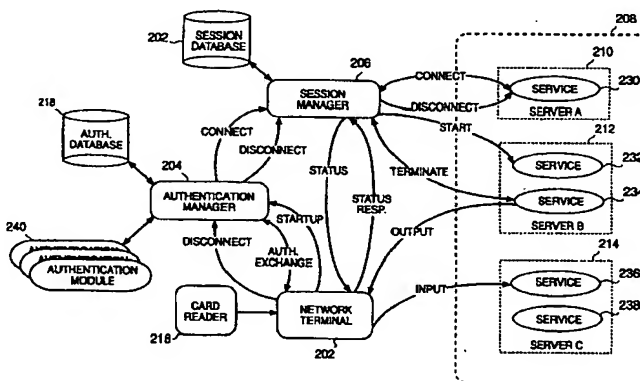 208
202
SESSION
DATABASE
206
SESSION
MANAGER
210
CONNECT
SERVICE
230
DISCONNECT
SERVER A
START
212
218
AUTH.
DATABASE
204
CONNECT
DISCONNECT
STATUS
TERMINATE
SERVICE
232
AUTHENTICATION
MANAGER
STARTUP
STATUS
RESP.
SERVICE
234
SERVER B
OUTPUT
240
DISCONNECT
AUTH.
EXCHANGE
AUTHENTICATION
MODULE
214
INPUT
SERVICE
236
CARD
READER
NETWORK
TERMINAL
SERVICE
238
218
202
SERVER C